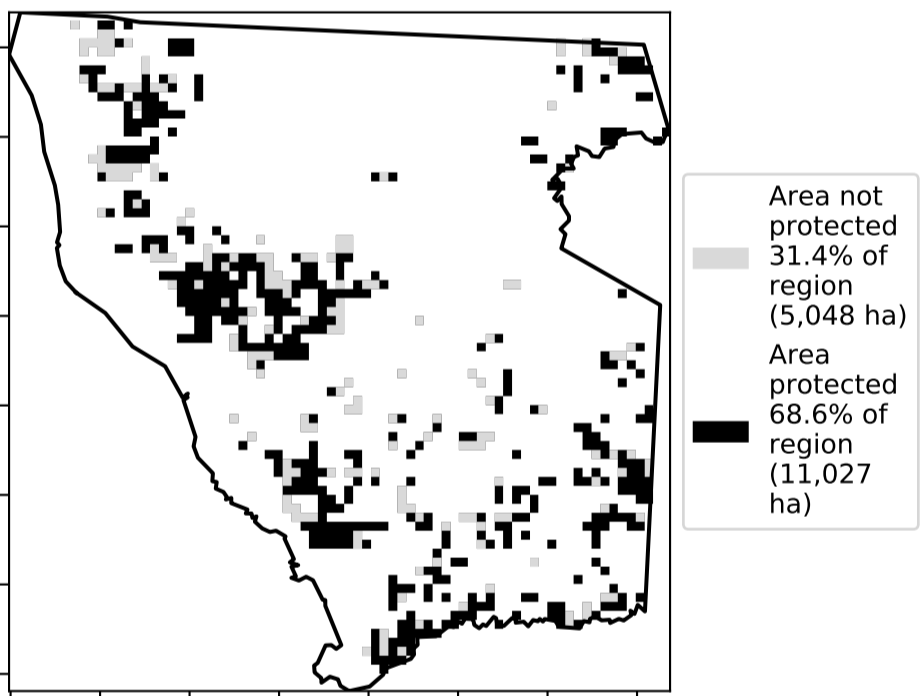 Area not
protected
31.4% of
region
(5,048 ha)
Area
protected
68.6% of
region
(11,027
ha)